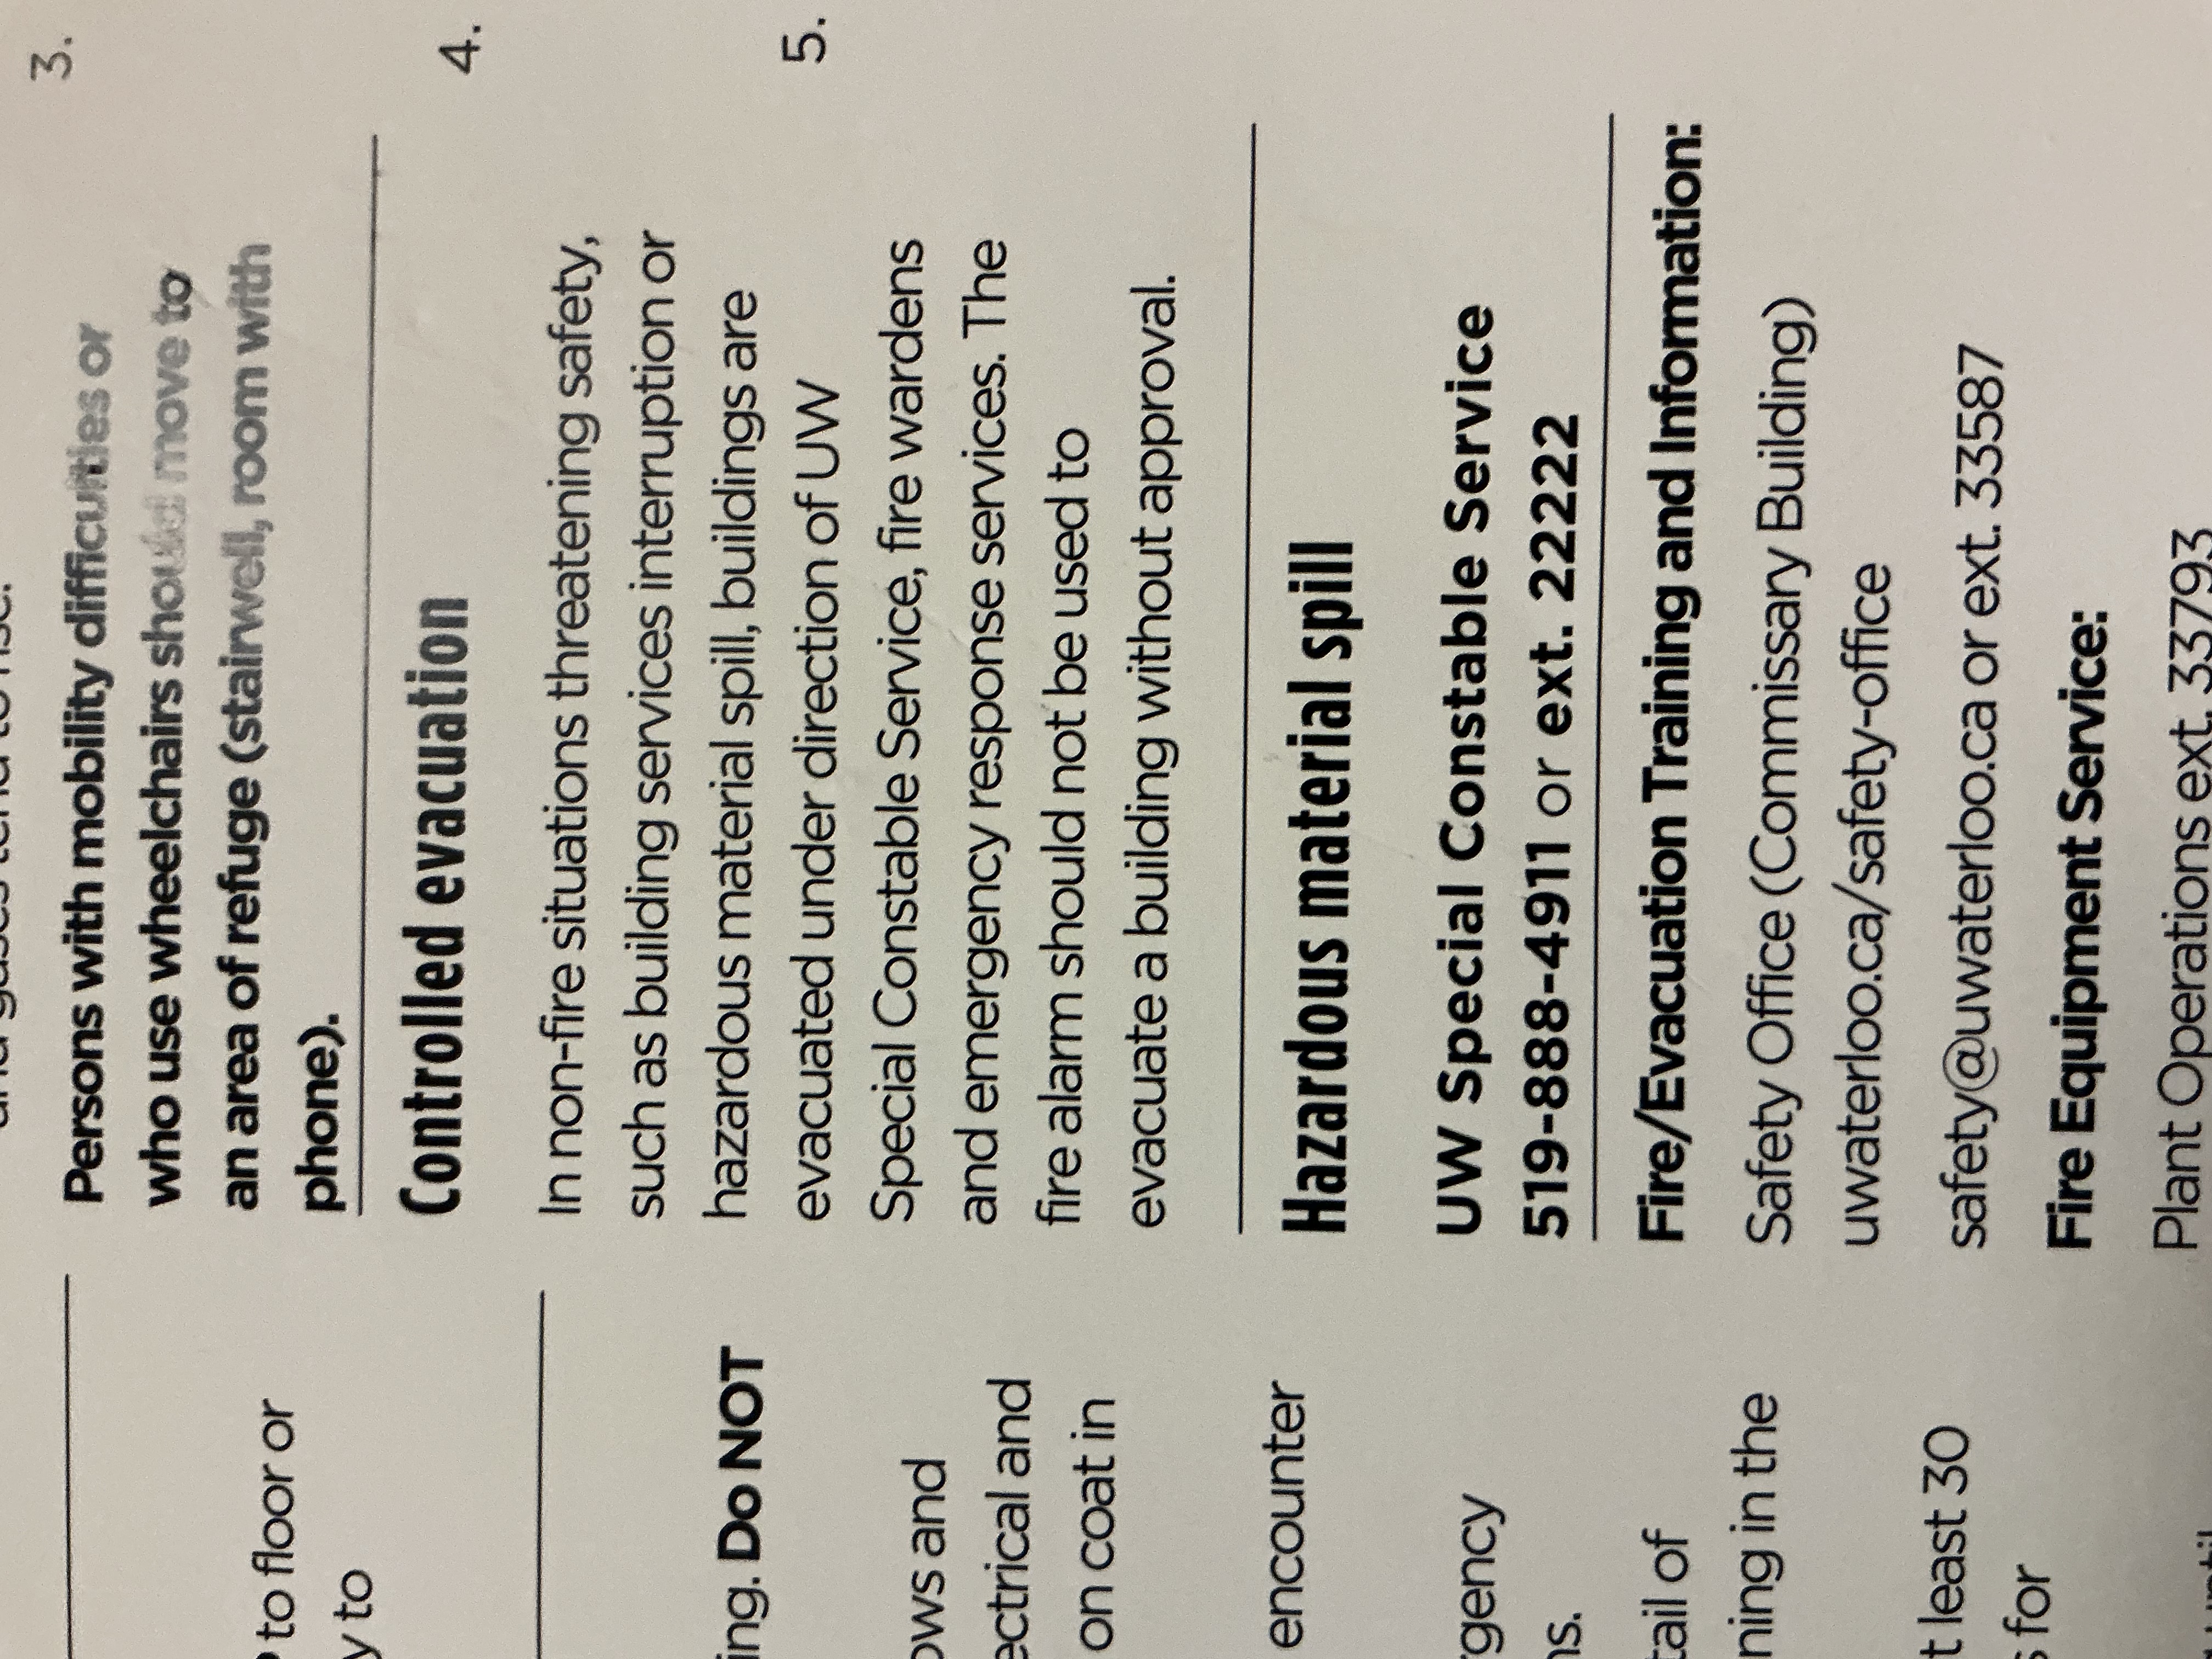 to floor or
y to
ing. Do NOT
ows and
ectrical and
on coat in
encounter
rgency
ns.
tail of
ning in the
t least 30
s for
until
and gases tend to rise.
Persons with mobility difficulties or
who use wheelchairs should move to
an area of refuge (stairwell, room with
phone).
Controlled evacuation
In non-fire situations threatening safety,
such as building services interruption or
hazardous material spill, buildings are
evacuated under direction of UW
Special Constable Service, fire wardens
and emergency response services. The
fire alarm should not be used to
evacuate a building without approval.
Hazardous material spill
UW Special Constable Service
519-888-4911 or ext. 22222
Fire/Evacuation Training and Information:
Safety Office (Commissary Building)
uwaterloo.ca/safety-office
safety@uwaterloo.ca or ext. 33587
Fire Equipment Service:
Plant Operations ext. 33793
3.
4.
5.